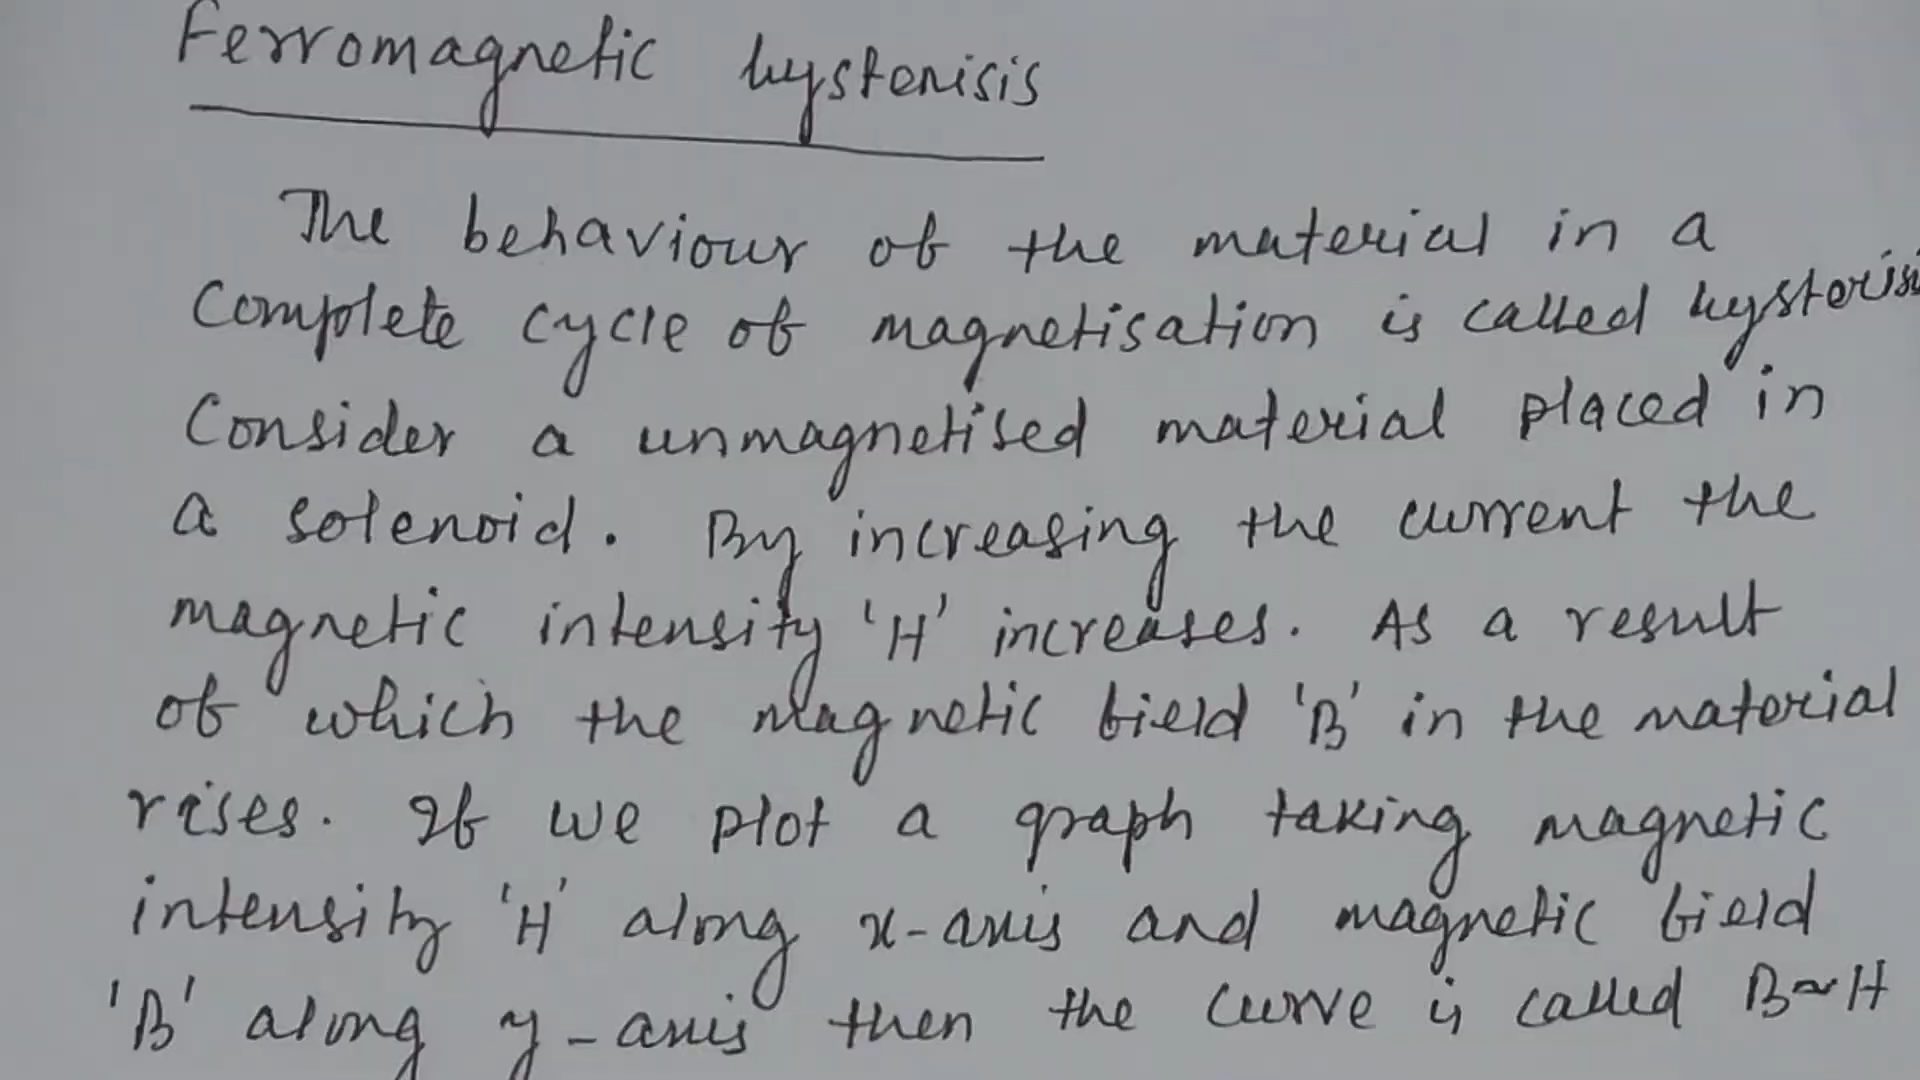 Ferromagnetic hysterisis
The behaviour of the material in a
Complete cycle of magnetisation is called hysterisi
Consider a unmagnetised material placed in
a solenoid. By increasing the current the
magnetic intensity 'H' increases. As a result
of which the magnetic field 'B' in the material
rises. If we plot a graph taking magnetic
intensity 'H' along x-axis and magnetic field
'B' along y-axis then the curve is called B~H